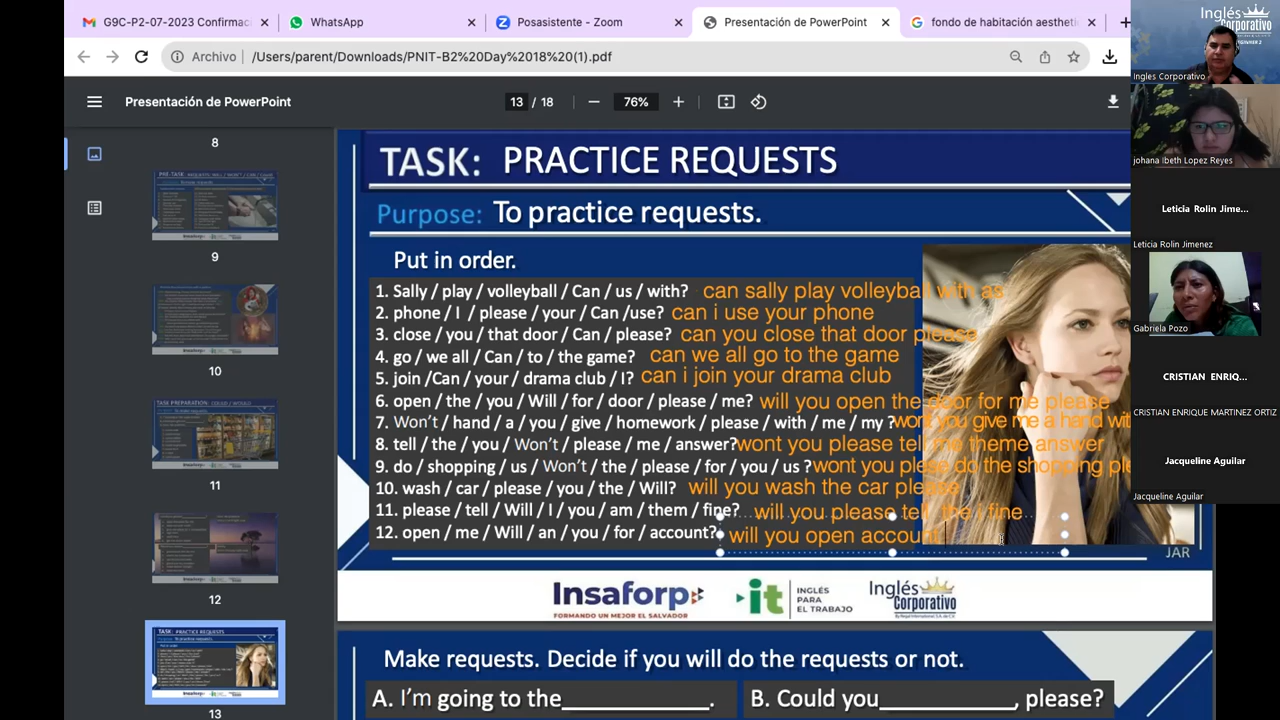 G9C-P2-07-2023 Confirmac
WhatsApp
Posasistente - Zoom
Presentación de PowerPoint
fondo de habitación aestheti
Archivo /Users/parent/Downloads/PNIT-B2%20Day%2018%20(1).pdf
Presentación de PowerPoint
13 / 18
76%
8
9
10
11
12
13
TASK: PRACTICE REQUESTS
Purpose: To practice requests.
Put in order.
1. Sally / play / volleyball / Can / us / with? can sally play volleyball with as
2. phone / I / please / your / Can /use? can i use your phone
3. close / you / that door / Can / please? can you close that door please
4. go / we all / Can / to / the game? can we all go to the game
5. join /Can / your / drama club / I? can i join your drama club
6. open / the / you / Will / for / door / please / me? will you open the door for me please
7. Won't / hand / a / you / give / homework / please / with / me / my ? wont you give me a hand wit
8. tell / the / you / Won't / please / me / answer? wont you please tell me theme answer
9. do / shopping / us / Won't / the / please / for / you / us ? wont you plese do the shopping ple
10. wash / car / please / you / the / Will? will you wash the car please
11. please / tell / Will / I / you / am / them / fine? will you please tell the i fine
12. open / me / Will / an / you / for / account? will you open account
JAR
Insaforp
FORMANDO UN MEJOR EL SALVADOR
it
INGLÉS
PARA
EL TRABAJO
Inglés
Corporativo
Make requests. Decide if you will do the requests or not.
A. I'm going to the____________.
B. Could you____________, please?
Inglés
Corporativo
Ingles Corporativo
johana Ibeth Lopez Reyes
Leticia Rolin Jime...
Leticia Rolin Jimenez
Gabriela Pozo
CRISTIAN ENRIQ...
CRISTIAN ENRIQUE MARTINEZ ORTIZ
Jacqueline Aguilar
Jacqueline Aguilar